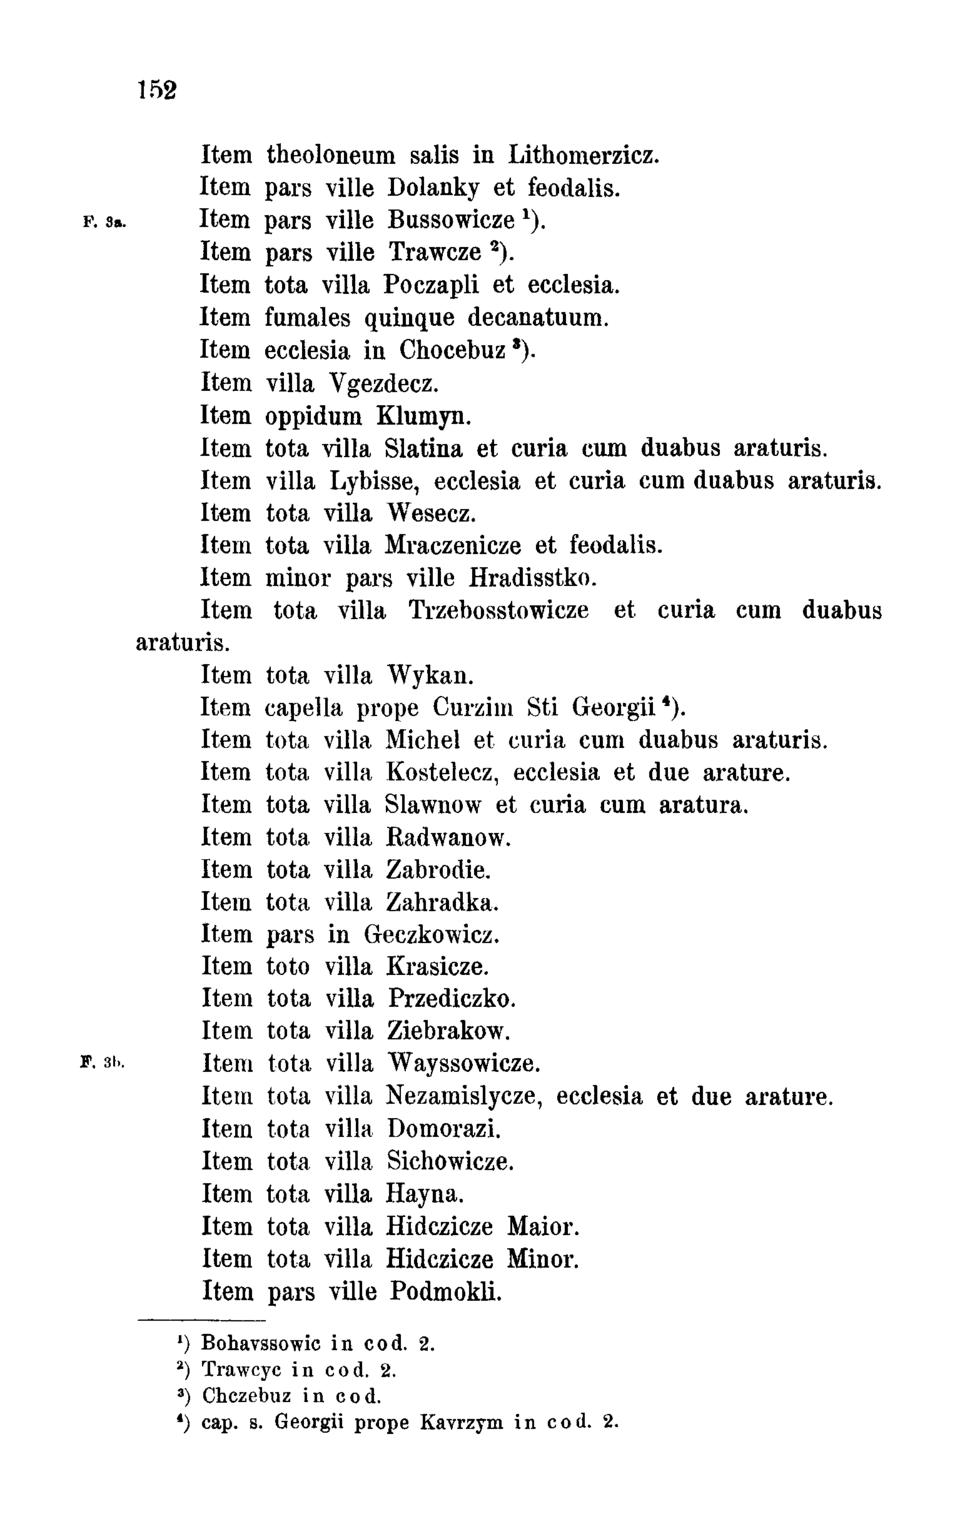 152
Item theoloneum salis in Lithomerzicz.
Item pars ville Dolanky et feodalis.
F. 3a. Item pars ville Bussowicze ¹).
Item pars ville Trawcze ²).
Item tota villa Poczapli et ecclesia.
Item fumales quinque decanatuum.
Item ecclesia in Chocebuz ³).
Item villa Vgezdecz.
Item oppidum Klumyn.
Item tota villa Slatina et curia cum duabus araturis.
Item villa Lybisse, ecclesia et curia cum duabus araturis.
Item tota villa Wesecz.
Item tota villa Mraczenicze et feodalis.
Item minor pars ville Hradisstko.
Item tota villa Trzebosstowicze et curia cum duabus
araturis.
Item tota villa Wykan.
Item capella prope Curzim Sti Georgii ⁴).
Item tota villa Michel et curia cum duabus araturis.
Item tota villa Kostelecz, ecclesia et due arature.
Item tota villa Slawnow et curia cum aratura.
Item tota villa Radwanow.
Item tota villa Zabrodie.
Item tota villa Zahradka.
Item pars in Geczkowicz.
Item toto villa Krasicze.
Item tota villa Przediczko.
Item tota villa Ziebrakow.
F. 3b. Item tota villa Wayssowicze.
Item tota villa Nezamislycze, ecclesia et due arature.
Item tota villa Domorazi.
Item tota villa Sichowicze.
Item tota villa Hayna.
Item tota villa Hidczicze Maior.
Item tota villa Hidczicze Minor.
Item pars ville Podmokli.
¹) Bohavssowic in cod. 2.
²) Trawcyc in cod. 2.
³) Chczebuz in cod.
⁴) cap. s. Georgii prope Kavrzym in cod. 2.